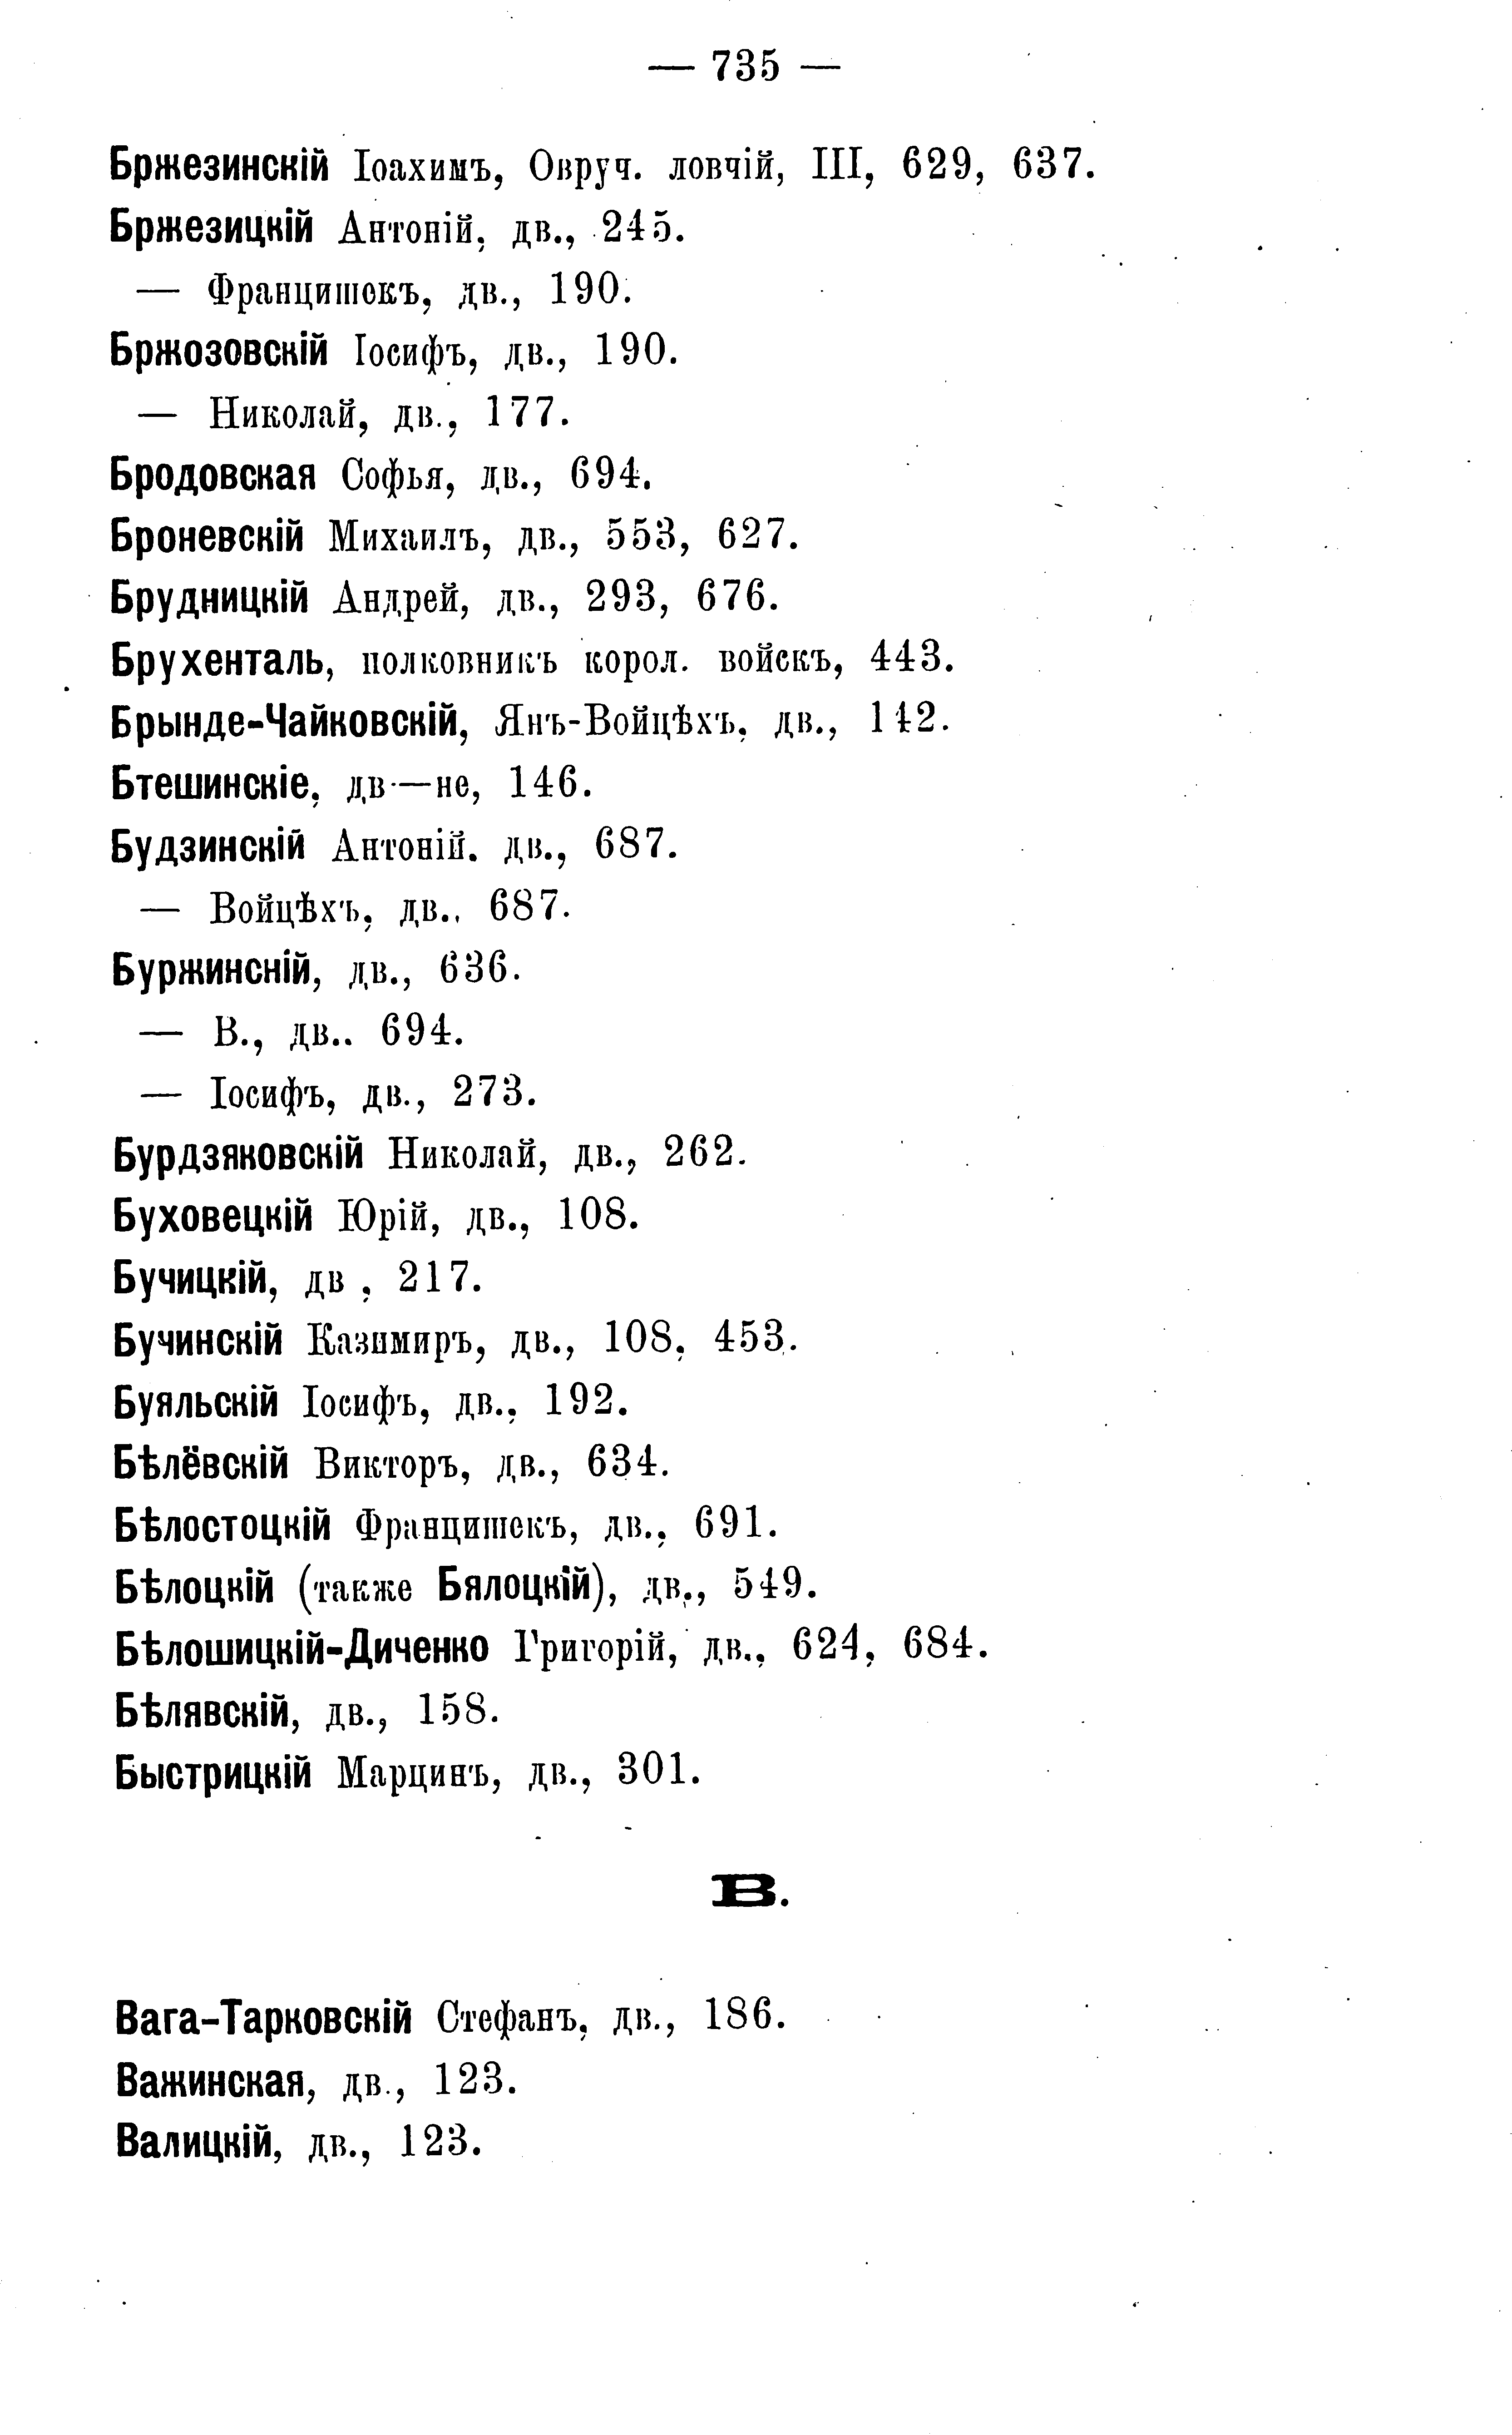 — 735 —
Бржезинскій Іоахимъ, Овруч. ловчій, III, 629, 637.
Бржезицкій Антоній, дв., 245.
— Францишекъ, дв., 190.
Бржозовскій Іосифъ, дв., 190.
— Николай, дв., 177.
Бродовская Софья, дв., 694.
Броневскій Михаилъ, дв., 553, 627.
Брудницкій Андрей, дв., 293, 676.
Брухенталь, полковникъ корол. войскъ, 443.
Брынде-Чайковскій, Янъ-Войцѣхъ, дв., 142.
Бтешинскіе, дв—не, 146.
Будзинскій Антоній. дв., 687.
— Войцѣхъ, дв., 687.
Буржинсній, дв., 636.
— В., дв.. 694.
— Іосифъ, дв., 273.
Бурдзяковскій Николай, дв., 262.
Буховецкій Юрій, дв., 108.
Бучицкій, дв , 217.
Бучинскій Казимиръ, дв., 108, 453.
Буяльскій Іосифъ, дв., 192.
Бѣлёвскій Викторъ, дв., 634.
Бѣлостоцкій Францишекъ, дв., 691.
Бѣлоцкій (также Бялоцкій), дв., 549.
Бѣлошицкій-Диченко Григорій, дв., 624, 684.
Бѣлявскій, дв., 158.
Быстрицкій Марцинъ, дв., 301.
В.
Вага-Тарковскій Стефанъ, дв., 186.
Важинская, дв., 123.
Валицкій, дв., 123.